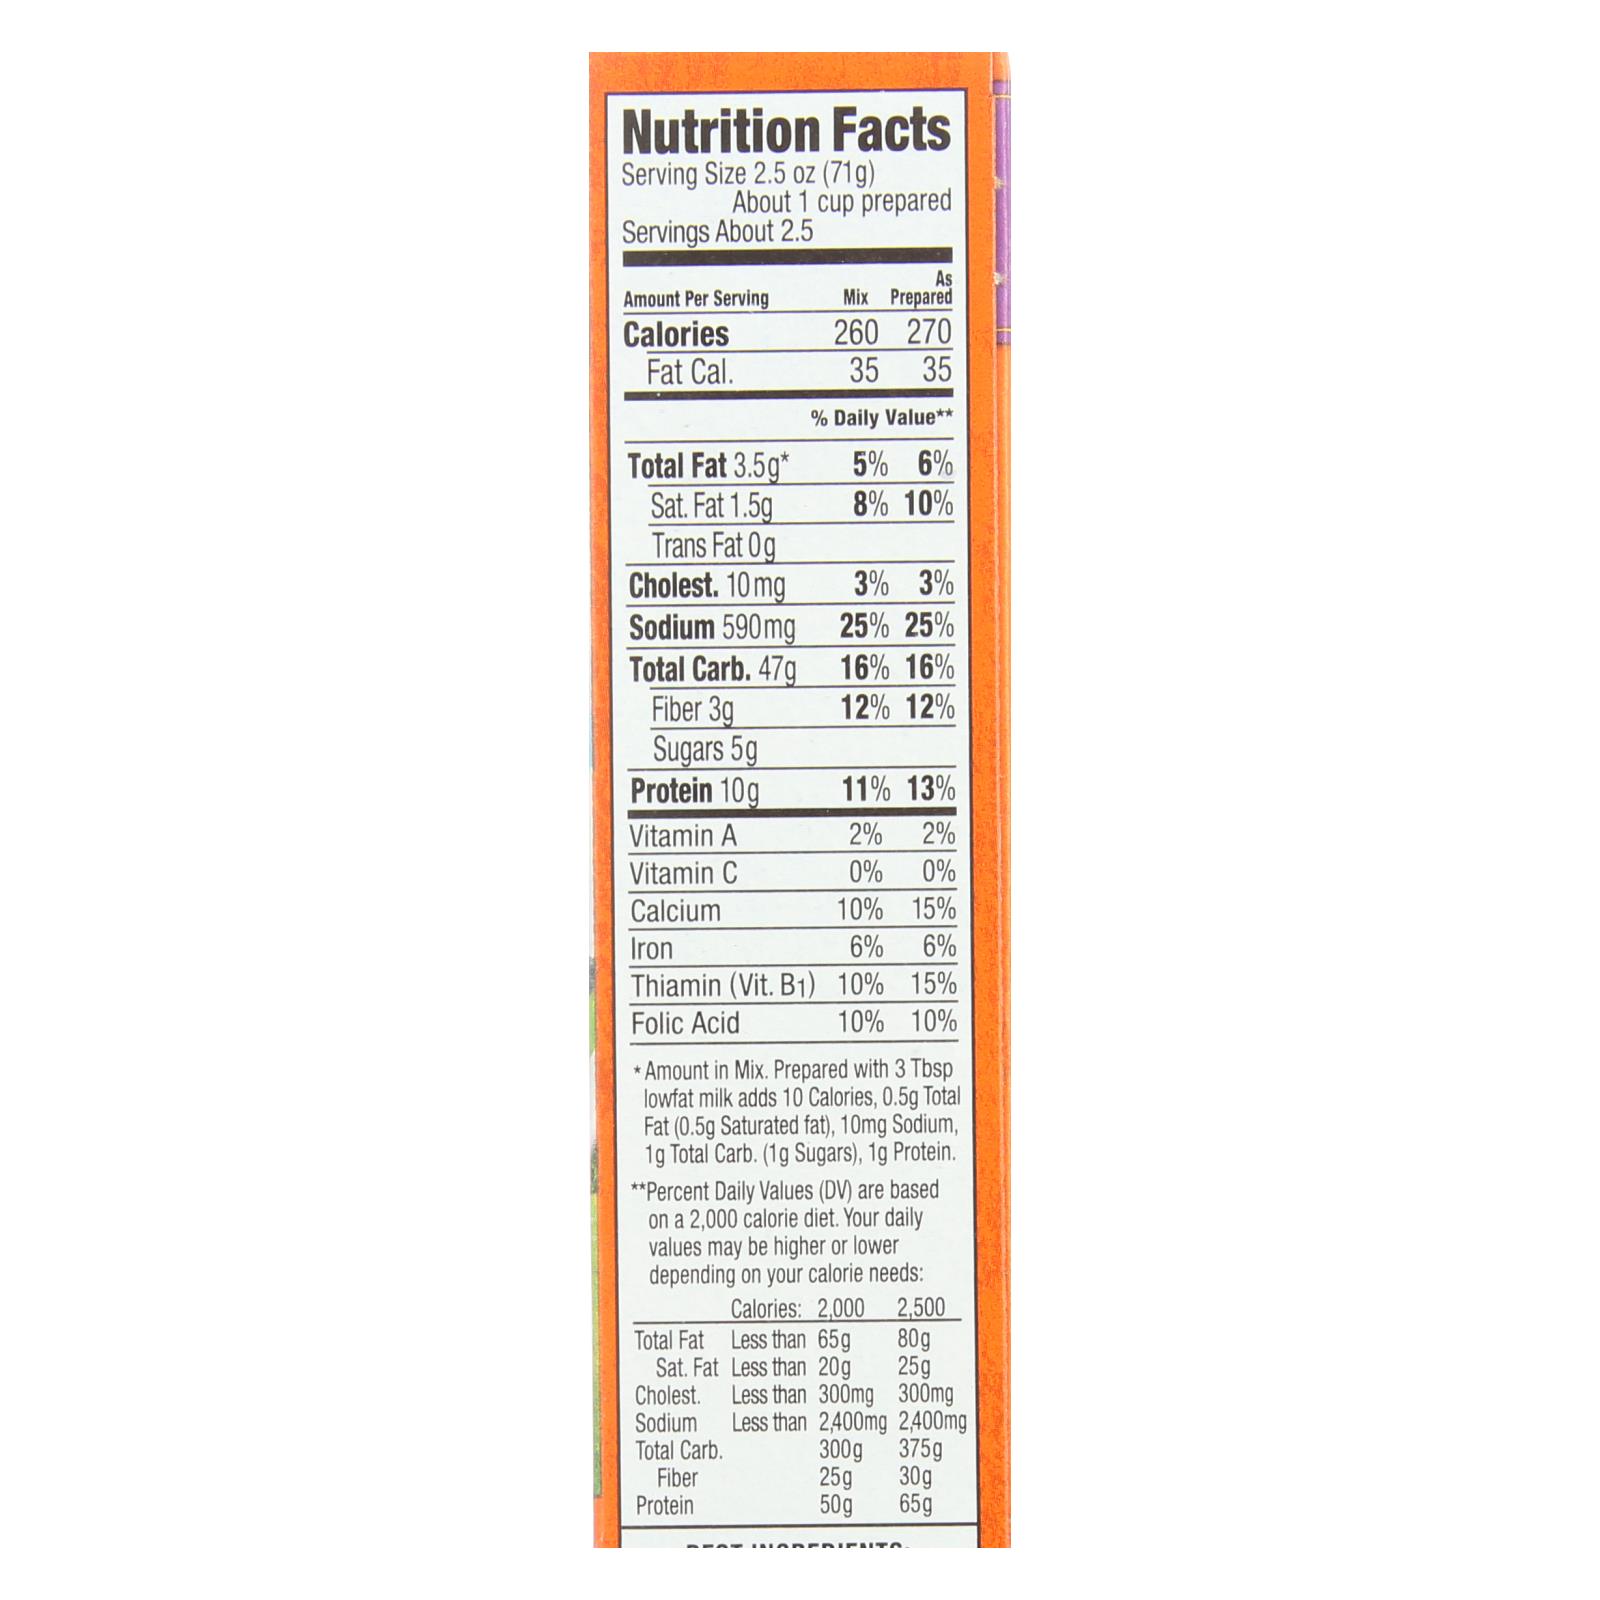 Nutrition Facts
Serving Size 2.5 oz (71g)
About 1 cup prepared
Servings About 2.5
As
Amount Per Serving Mix Prepared
Calories 260 270
Fat Cal. 35 35
% Daily Value**
Total Fat 3.5g* 5% 6%
Sat. Fat 1.5g 8% 10%
Trans Fat 0g
Cholest. 10mg 3% 3%
Sodium 590mg 25% 25%
Total Carb. 47g 16% 16%
Fiber 3g 12% 12%
Sugars 5g
Protein 10g 11% 13%
Vitamin A 2% 2%
Vitamin C 0% 0%
Calcium 10% 15%
Iron 6% 6%
Thiamin (Vit. B1) 10% 15%
Folic Acid 10% 10%
* Amount in Mix. Prepared with 3 Tbsp
lowfat milk adds 10 Calories, 0.5g Total
Fat (0.5g Saturated fat), 10mg Sodium,
1g Total Carb. (1g Sugars), 1g Protein.
**Percent Daily Values (DV) are based
on a 2,000 calorie diet. Your daily
values may be higher or lower
depending on your calorie needs:
Calories: 2,000 2,500
Total Fat Less than 65g 80g
Sat. Fat Less than 20g 25g
Cholest. Less than 300mg 300mg
Sodium Less than 2,400mg 2,400mg
Total Carb. 300g 375g
Fiber 25g 30g
Protein 50g 65g